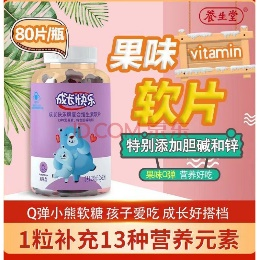 80片/瓶
養生堂
果味
vitamin
软片
特别添加胆碱和锌
果味Q弹 营养好吃
成长快乐
Q弹小熊软糖 孩子爱吃 成长好搭档
1粒补充13种营养元素